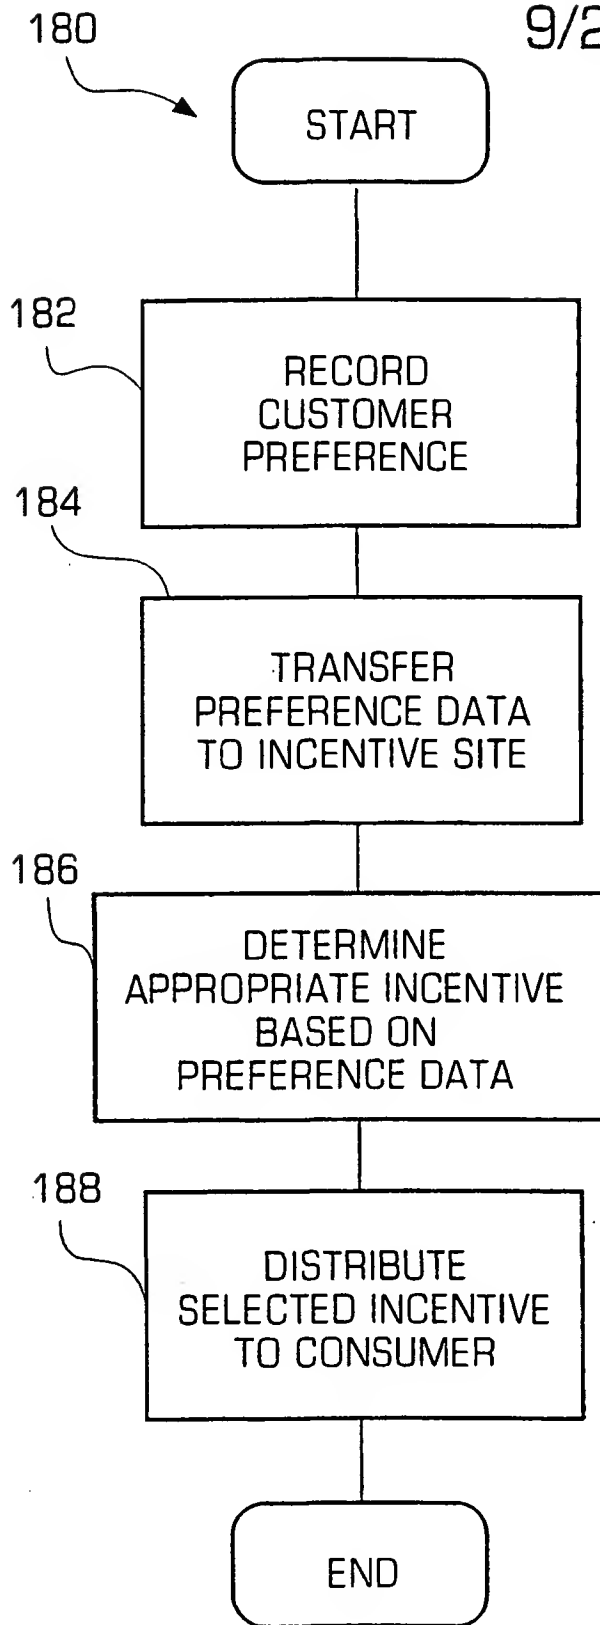 180
9/2
START
182
RECORD
CUSTOMER
PREFERENCE
184
TRANSFER
PREFERENCE DATA
TO INCENTIVE SITE
186
DETERMINE
APPROPRIATE INCENTIVE
BASED ON
PREFERENCE DATA
188
DISTRIBUTE
SELECTED INCENTIVE
TO CONSUMER
END